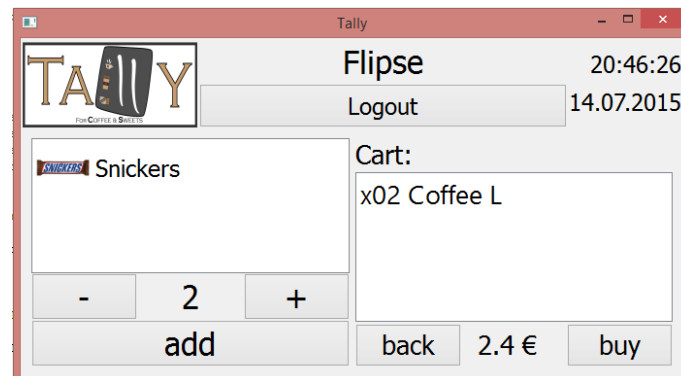 Tally
TALLY
FOR COFFEE & SWEETS
Flipse
20:46:26
Logout
14.07.2015
SNICKERS Snickers
Cart:
x02 Coffee L
- 2 +
add
back 2.4 € buy